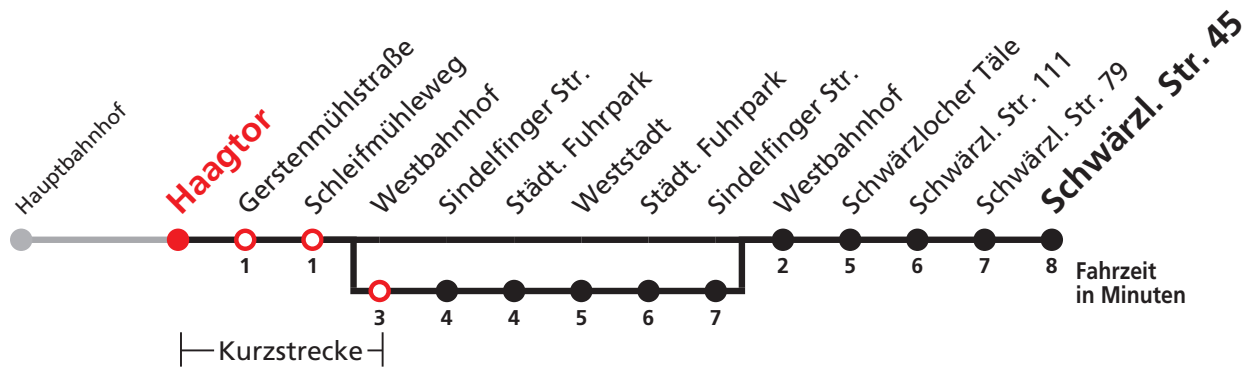 Hauptbahnhof
Haagtor
Gerstenmühlstraße
Schleifmühleweg
Westbahnhof
Sindelfinger Str.
Städt. Fuhrpark
Weststadt
Städt. Fuhrpark
Sindelfinger Str.
Westbahnhof
Schwärzlocher Täle
Schwärzl. Str. 111
Schwärzl. Str. 79
Schwärzl. Str. 45
1 1 2 5 6 7 8
Fahrzeit
in Minuten
3 4 4 5 6 7
Kurzstrecke